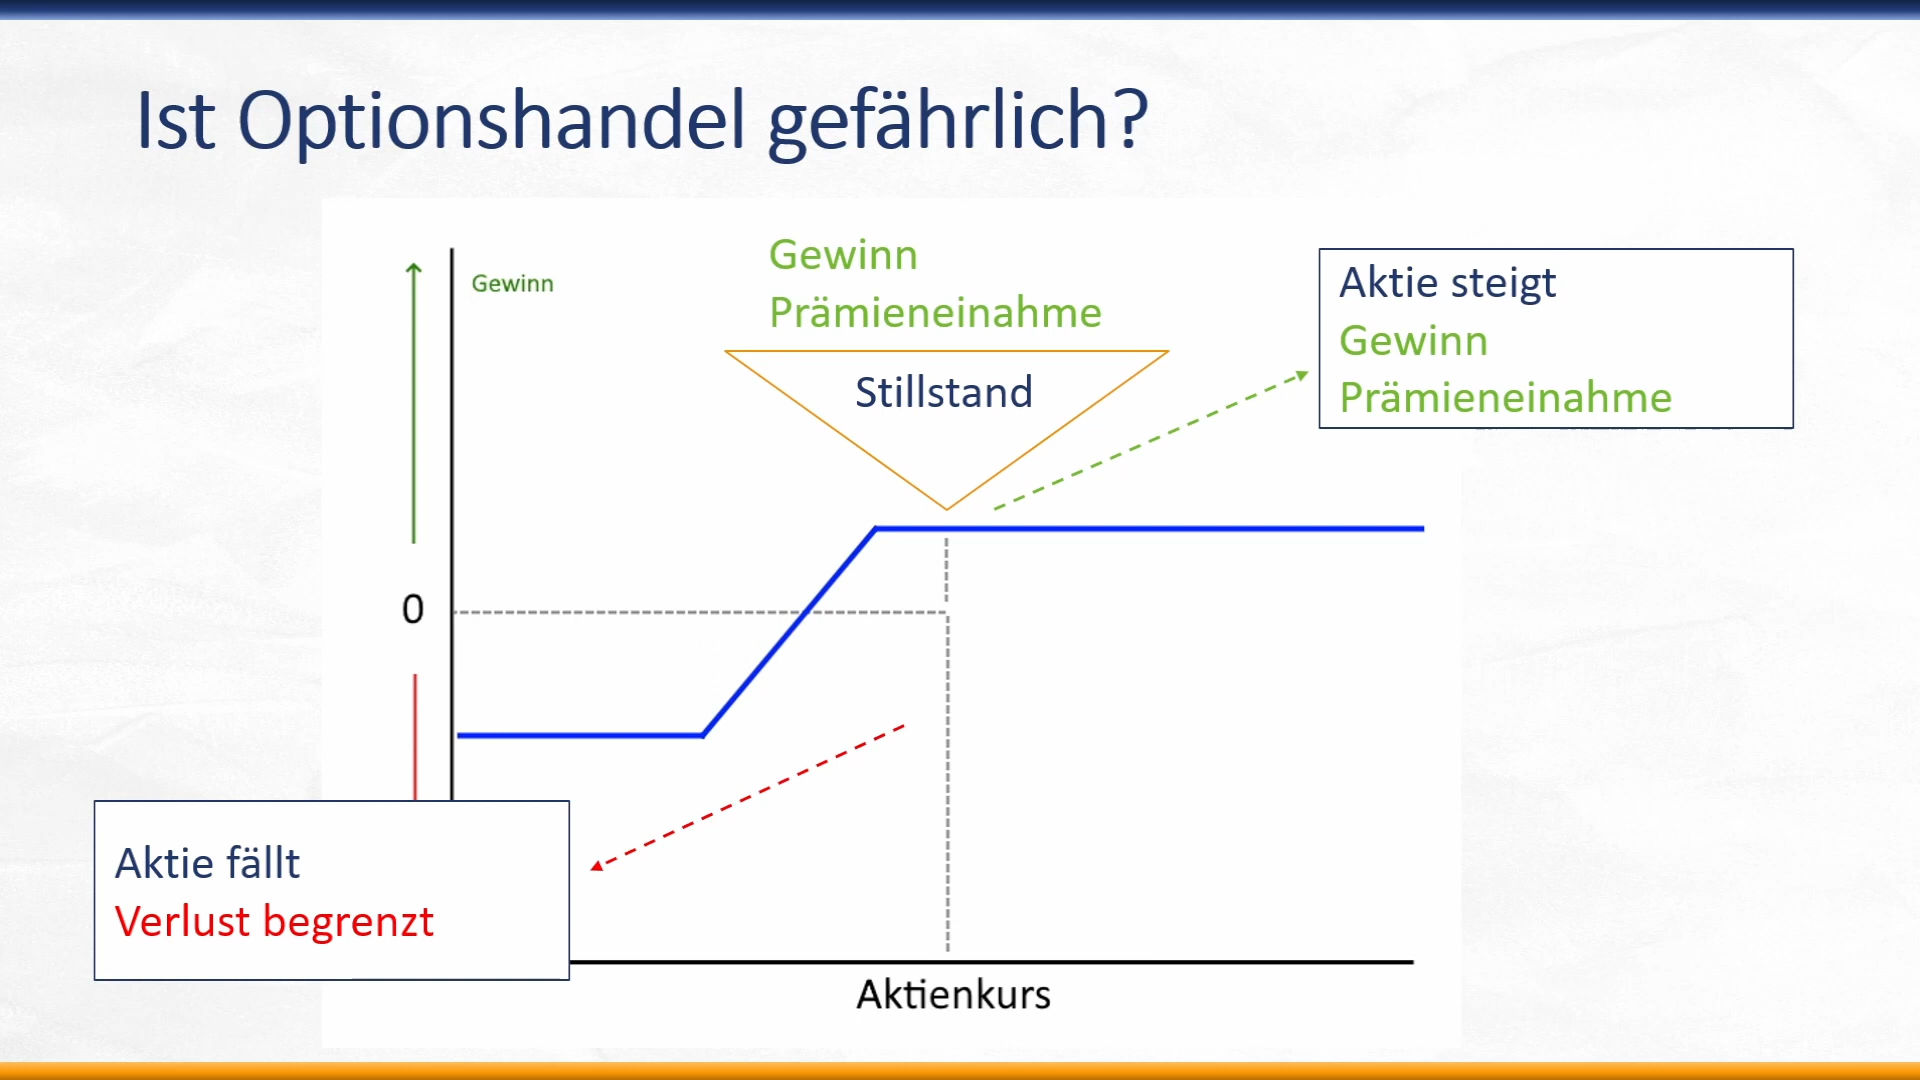 Ist Optionshandel gefährlich?
Gewinn
Gewinn
Prämieneinahme
Stillstand
Aktie steigt
Gewinn
Prämieneinahme
0
Aktie fällt
Verlust begrenzt
Aktienkurs